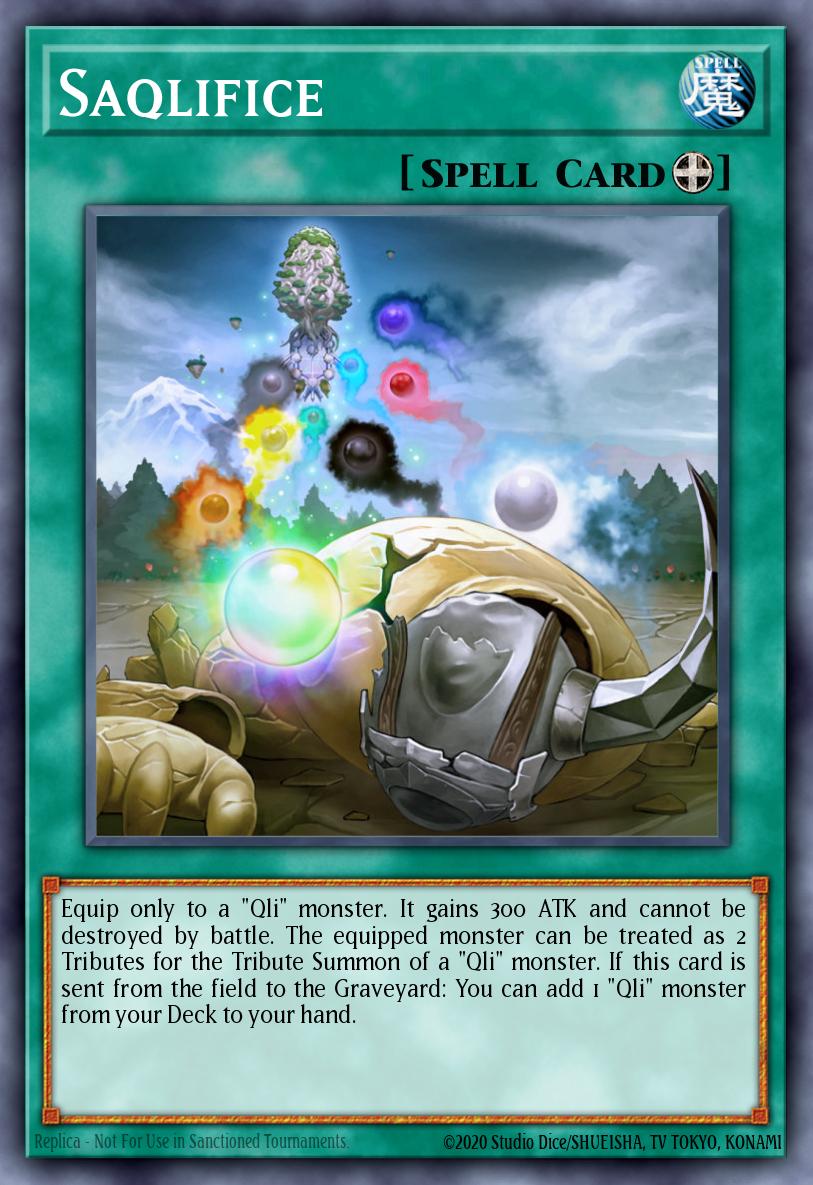 Saqlifice
SPELL
魔
[Spell Card]
Equip only to a "Qli" monster. It gains 300 ATK and cannot be
destroyed by battle. The equipped monster can be treated as 2
Tributes for the Tribute Summon of a "Qli" monster. If this card is
sent from the field to the Graveyard: You can add 1 "Qli" monster
from your Deck to your hand.
Replica - Not For Use in Sanctioned Tournaments.
©2020 Studio Dice/SHUEISHA, TV TOKYO, KONAMI